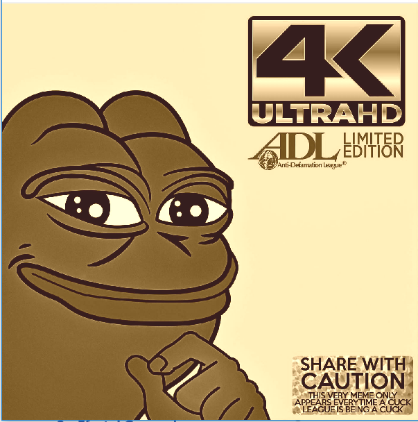 4K
ULTRAHD
ADL
Anti-Defamation League®
LIMITED
EDITION
SHARE WITH
CAUTION
THIS VERY MEME ONLY
APPEARS EVERYTIME A CUCK
LEAGUE IS BEING A CUCK